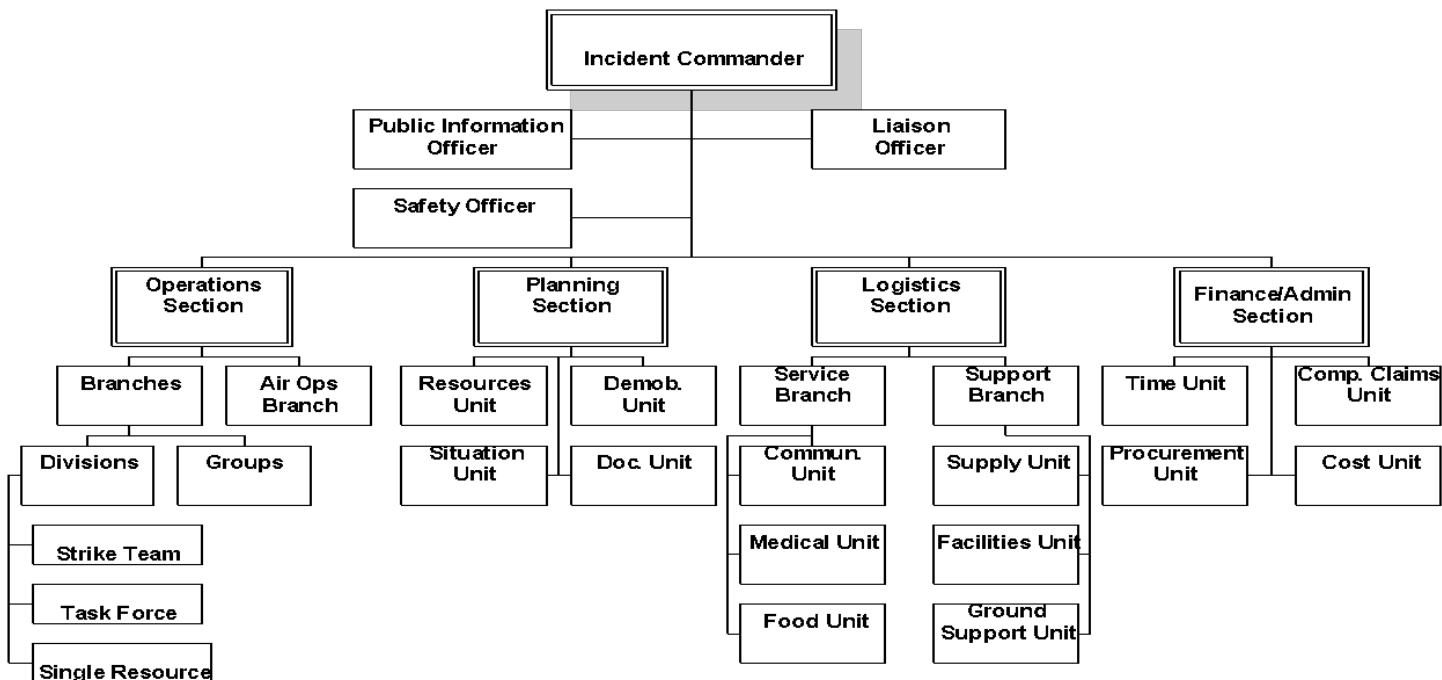 Incident Commander
Public Information
Officer
Liaison
Officer
Safety Officer
Operations
Section
Planning
Section
Logistics
Section
Finance/Admin
Section
Branches
Air Ops
Branch
Resources
Unit
Demob.
Unit
Service
Branch
Support
Branch
Time Unit
Comp. Claims
Unit
Divisions
Groups
Situation
Unit
Doc. Unit
Commun.
Unit
Supply Unit
Procurement
Unit
Cost Unit
Strike Team
Medical Unit
Facilities Unit
Task Force
Food Unit
Ground
Support Unit
Single Resource